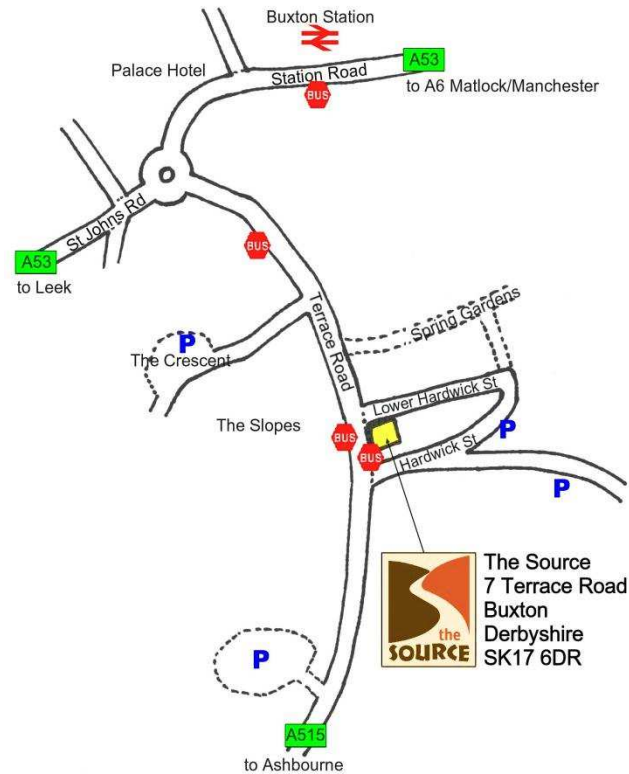 Buxton Station
Palace Hotel
Station Road
A53
to A6 Matlock/Manchester
BUS
St Johns Rd
A53
to Leek
BUS
Terrace Road
Spring Gardens
P
The Crescent
Lower Hardwick St
The Slopes
BUS
BUS
Hardwick St
P
P
the
SOURCE
The Source
7 Terrace Road
Buxton
Derbyshire
SK17 6DR
P
A515
to Ashbourne